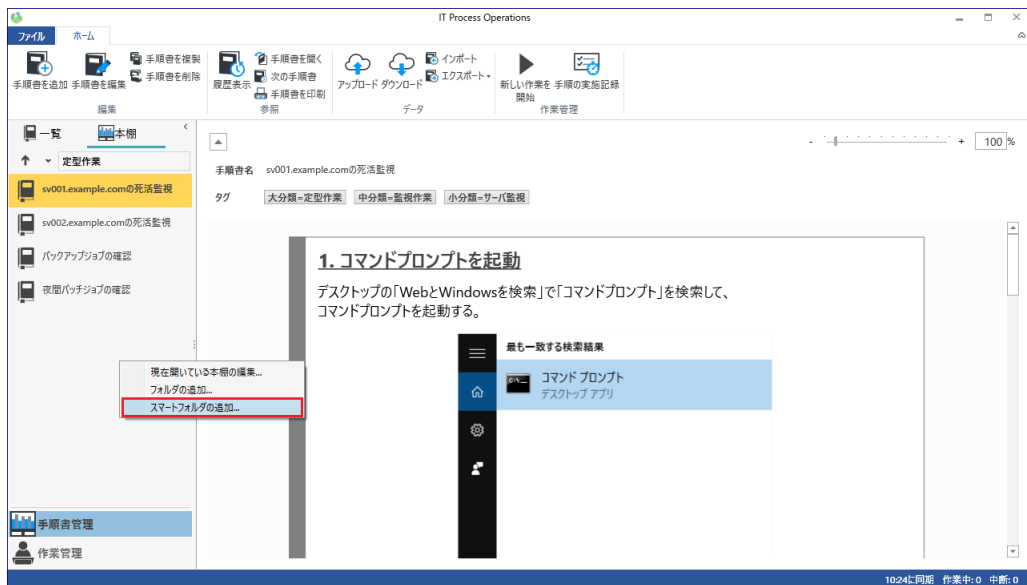 IT Process Operations
ファイル ホーム
手順書を追加 手順書を編集 手順書を複製 手順書を削除
編集
履歴表示 手順書を開く 次の手順書 手順書を印刷
参照
アップロード ダウンロード インポート エクスポート
データ
新しい作業を開始 手順の実施記録
作業管理
一覧 本棚
定型作業
sv001.example.comの死活監視
sv002.example.comの死活監視
バックアップジョブの確認
夜間バッチジョブの確認
- + 100 %
手順書名 sv001.example.comの死活監視
タグ 大分類=定型作業 中分類=監視作業 小分類=サーバ監視
1. コマンドプロンプトを起動
デスクトップの「WebとWindowsを検索」で「コマンドプロンプト」を検索して、
コマンドプロンプトを起動する。
最も一致する検索結果
コマンド プロンプト
デスクトップ アプリ
現在開いている本棚の編集...
フォルダの追加...
スマートフォルダの追加...
手順書管理
作業管理
10:24に同期 作業中: 0 中断: 0